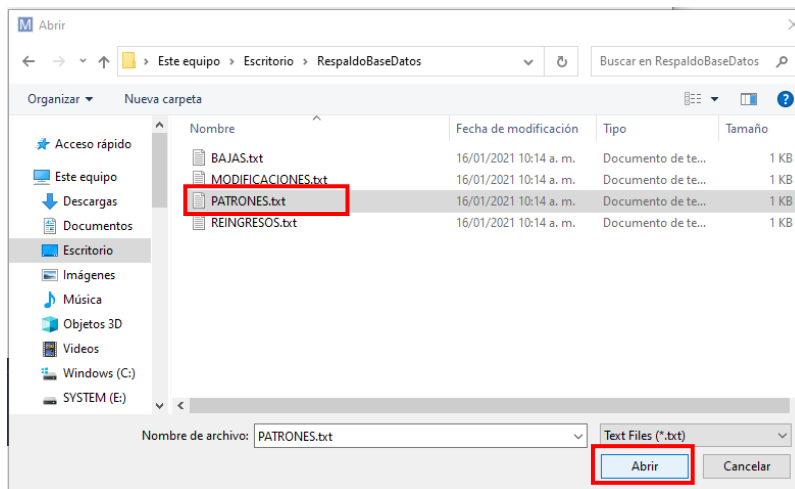 M Abrir
Este equipo > Escritorio > RespaldoBaseDatos Buscar en RespaldoBaseDatos
Organizar Nueva carpeta ?
Nombre Fecha de modificación Tipo Tamaño
Acceso rápido
Este equipo
Descargas
Documentos
Escritorio
Imágenes
Música
Objetos 3D
Videos
Windows (C:)
SYSTEM (E:)
BAJAS.txt 16/01/2021 10:14 a. m. Documento de te... 1 KB
MODIFICACIONES.txt 16/01/2021 10:14 a. m. Documento de te... 1 KB
PATRONES.txt 16/01/2021 10:14 a. m. Documento de te... 1 KB
REINGRESOS.txt 16/01/2021 10:14 a. m. Documento de te... 1 KB
Nombre de archivo: PATRONES.txt Text Files (*.txt)
Abrir Cancelar